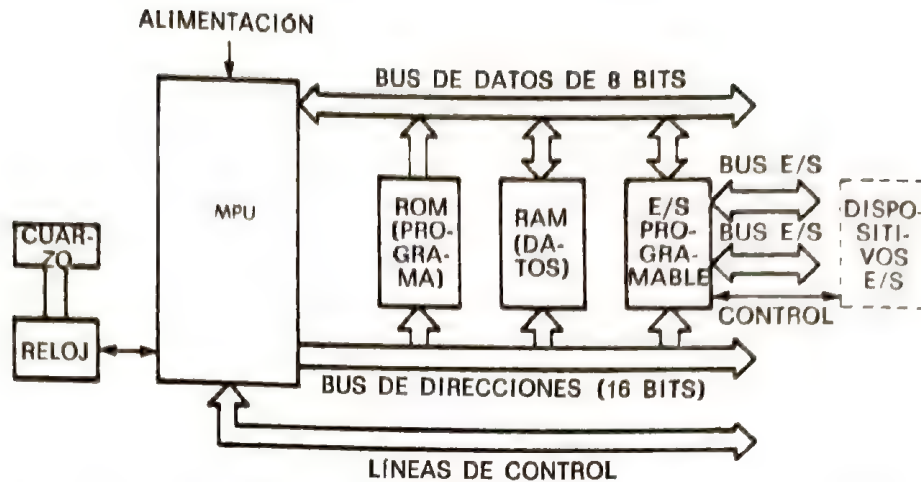 ALIMENTACIÓN
BUS DE DATOS DE 8 BITS
MPU
ROM
(PRO-
GRA-
MA)
RAM
(DA-
TOS)
E/S
PRO-
GRA-
MABLE
BUS E/S
BUS E/S
CONTROL
DISPO-
SITI-
VOS
E/S
CUAR-
ZO
RELOJ
BUS DE DIRECCIONES (16 BITS)
LÍNEAS DE CONTROL